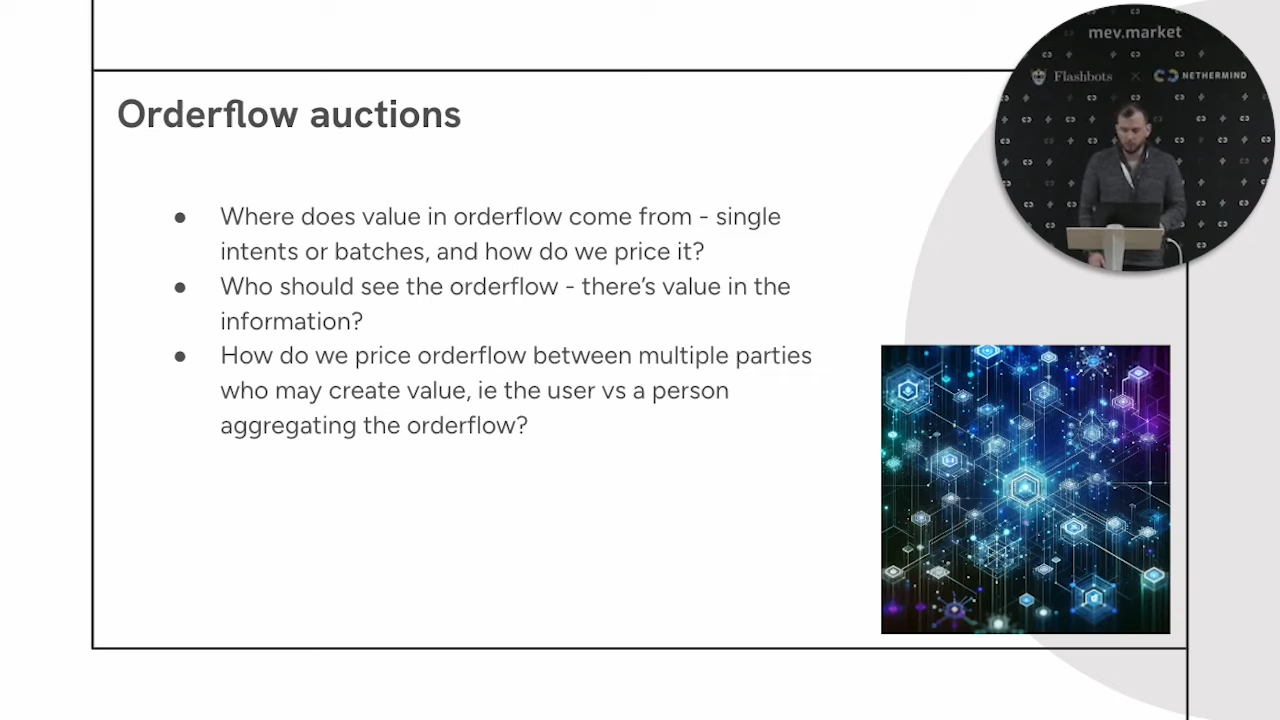 mev.market
Flashbots X NETHERMIND
Orderflow auctions
● Where does value in orderflow come from - single
intents or batches, and how do we price it?
● Who should see the orderflow - there's value in the
information?
● How do we price orderflow between multiple parties
who may create value, ie the user vs a person
aggregating the orderflow?